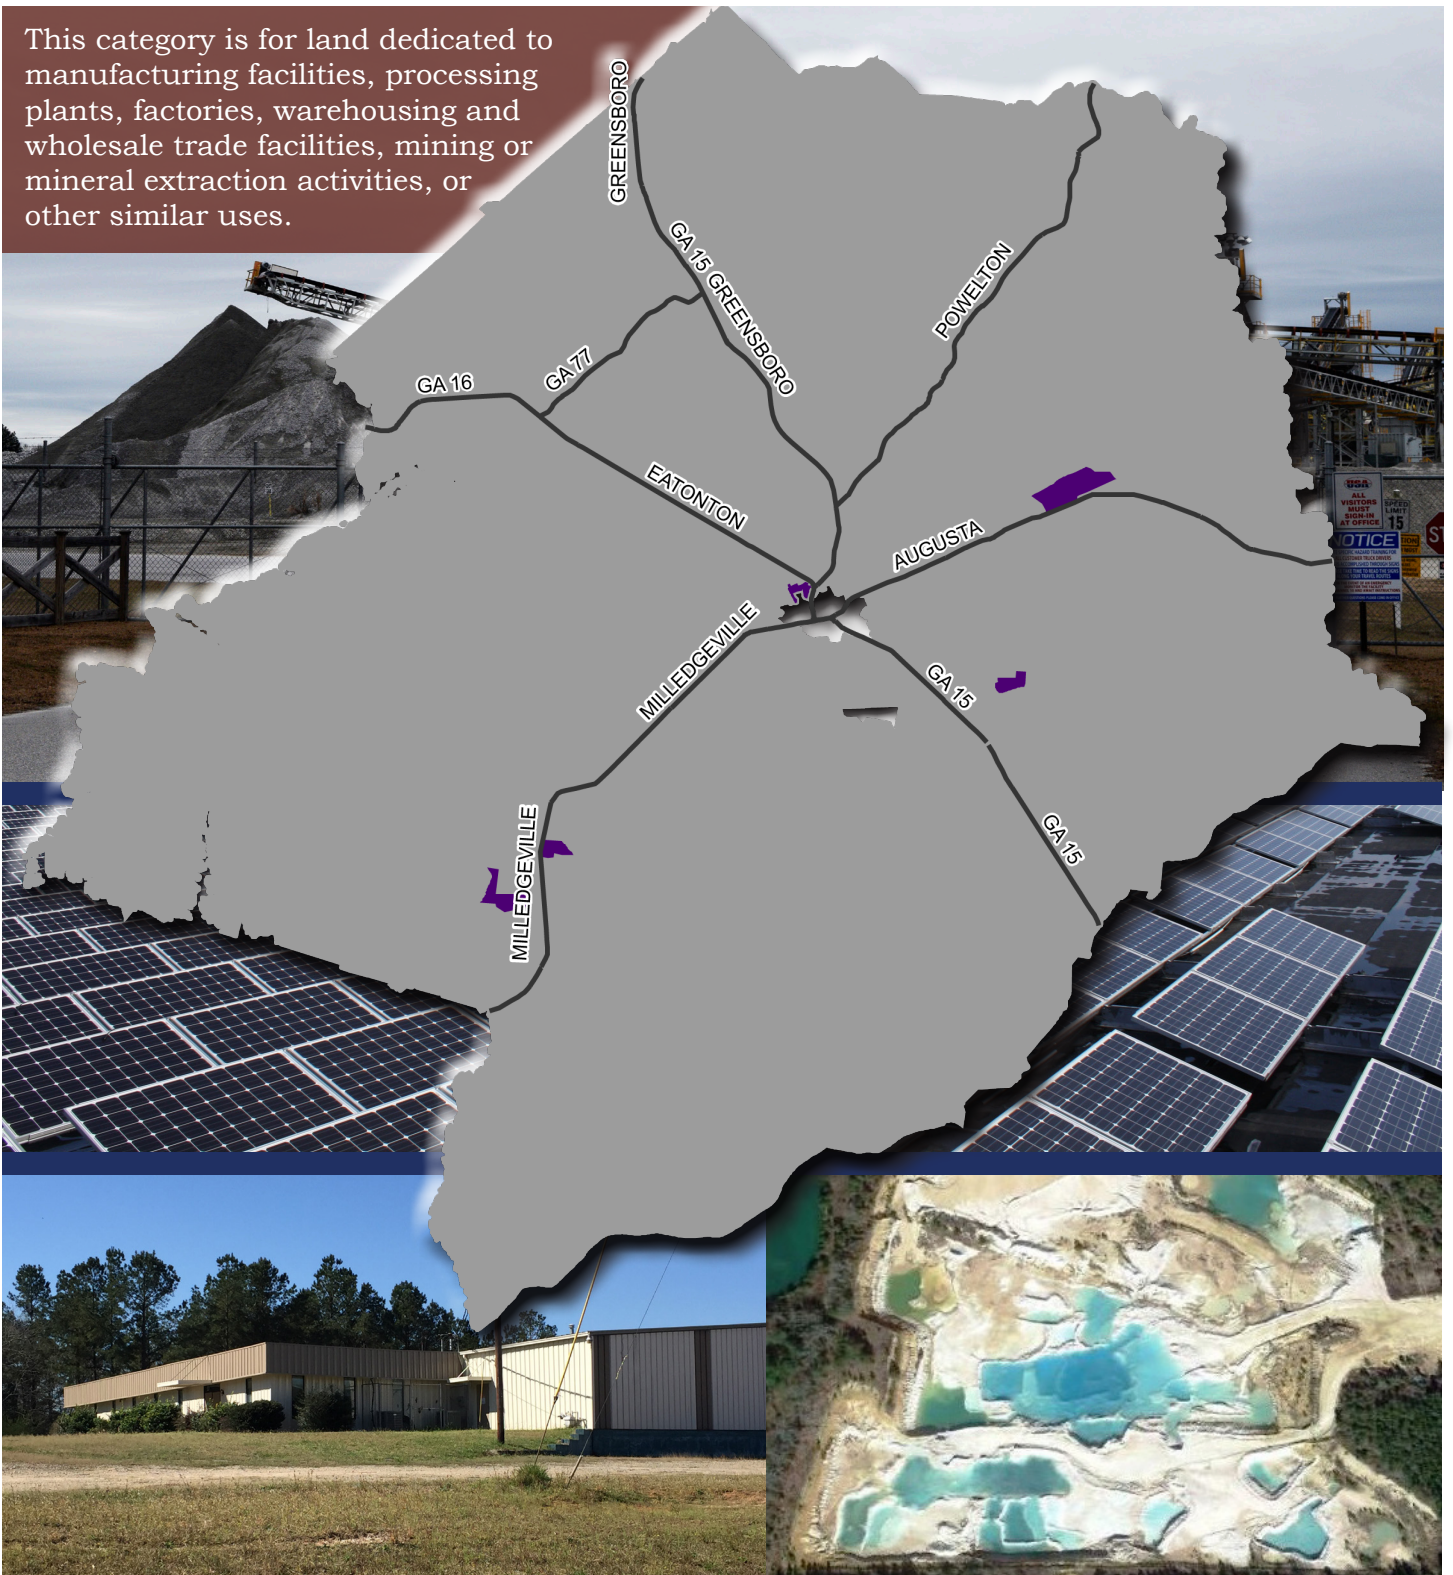 This category is for land dedicated to
manufacturing facilities, processing
plants, factories, warehousing and
wholesale trade facilities, mining or
mineral extraction activities, or
other similar uses.
GREENSBORO
GA 15 GREENSBORO
POWELTON
GA 77
GA 16
EATONTON
AUGUSTA
MILLEDGEVILLE
GA 15
GA 15
MILLEDGEVILLE
USA
ALL
VISITORS
MUST
SIGN-IN
AT OFFICE
SPEED
LIMIT
15
NOTICE